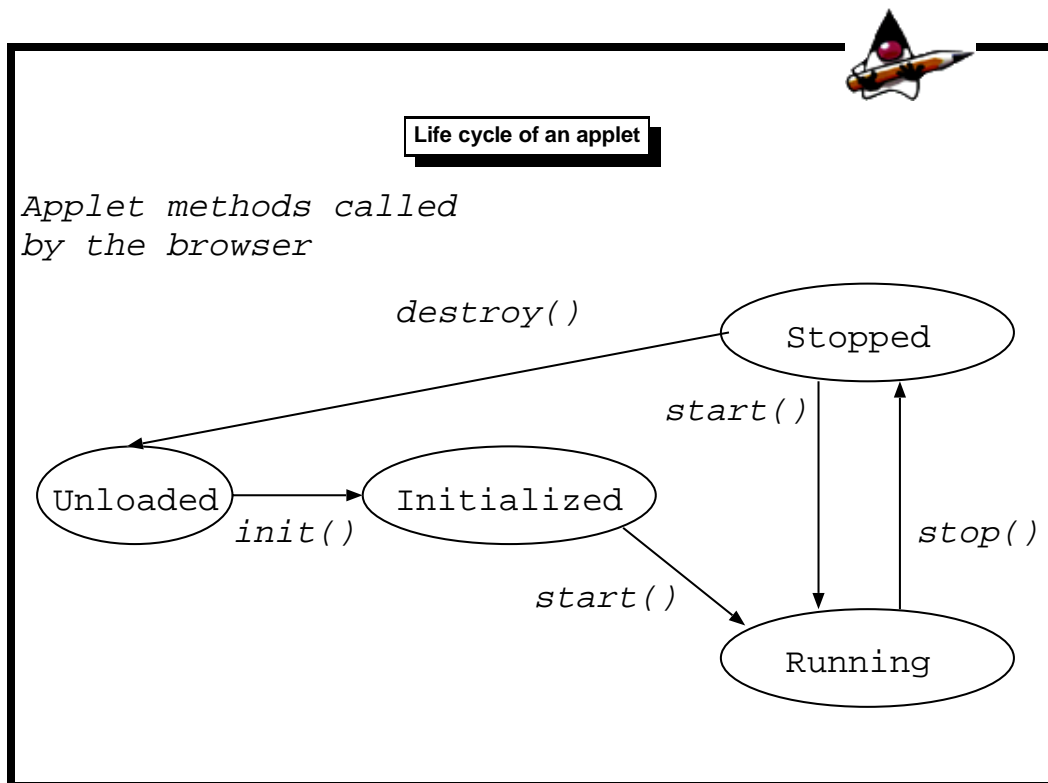 Life cycle of an applet
Applet methods called
by the browser
destroy()
Stopped
start()
Unloaded
init()
Initialized
stop()
start()
Running